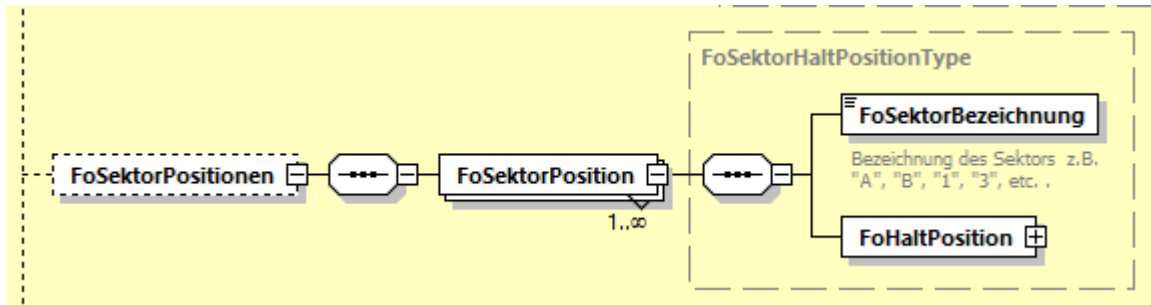 FoSektorHaltPositionType
FoSektorBezeichnung
Bezeichnung des Sektors z.B.
"A", "B", "1", "3", etc. .
FoSektorPositionen
FoSektorPosition
1..∞
FoHaltPosition